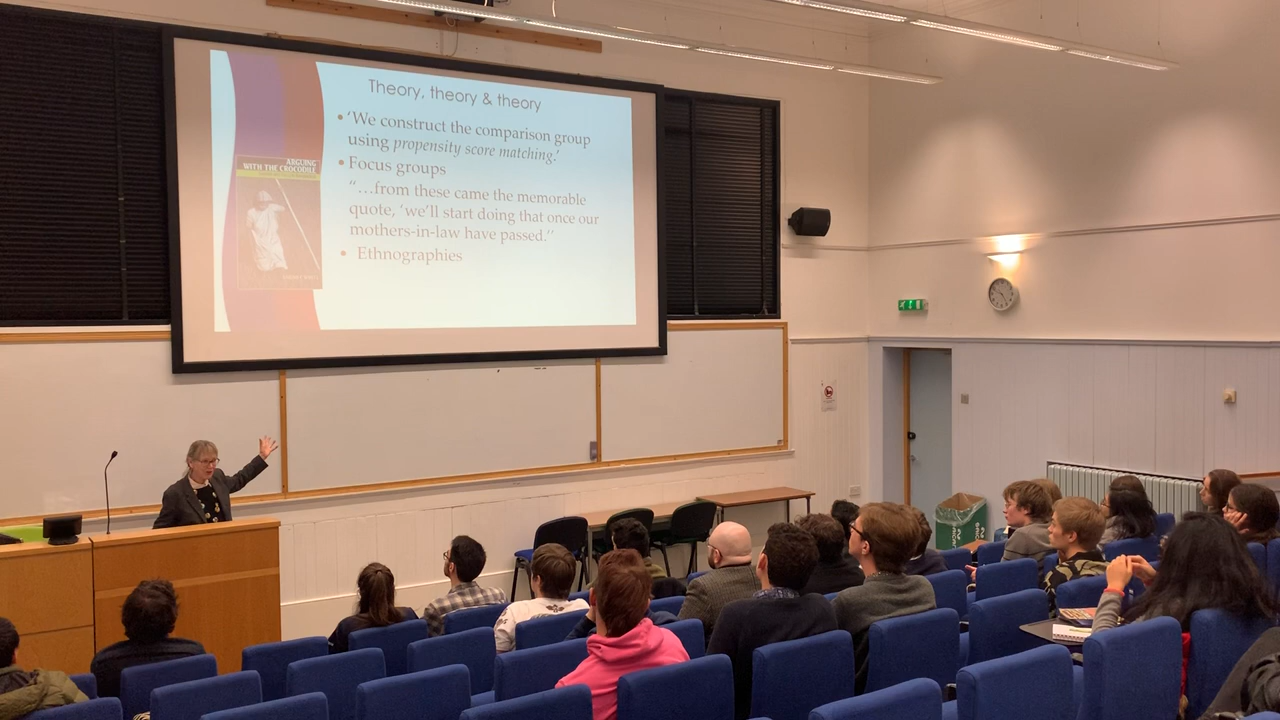 Theory, theory & theory
• 'We construct the comparison group
using propensity score matching.'
• Focus groups
"...from these came the memorable
quote, 'we'll start doing that once our
mothers-in-law have passed.''
• Ethnographies
ARGUING
WITH THE CROCODILE